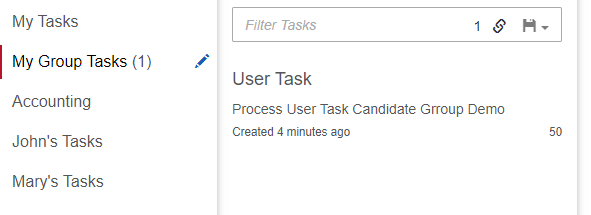 My Tasks
My Group Tasks (1)
Accounting
John's Tasks
Mary's Tasks
Filter Tasks 1
User Task
Process User Task Candidate Grroup Demo
Created 4 minutes ago 50